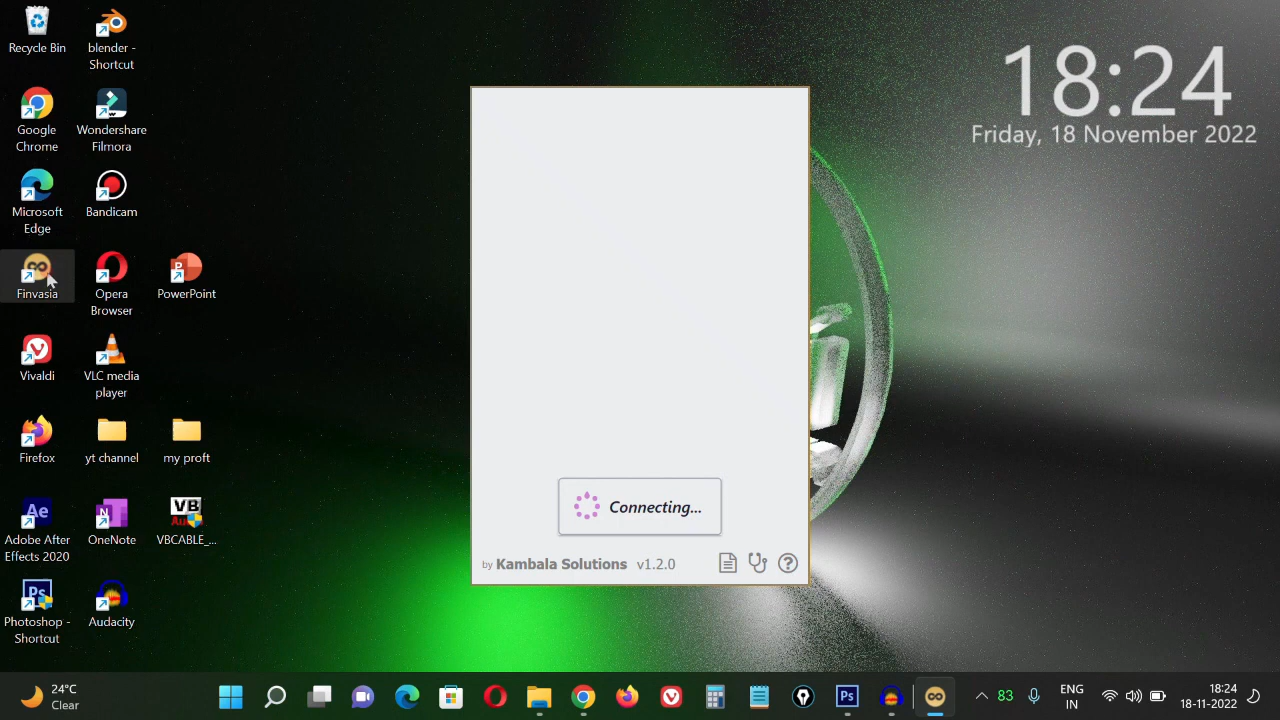 Recycle Bin
blender -
Shortcut
Google
Chrome
Wondershare
Filmora
Microsoft
Edge
Bandicam
Finvasia
Opera
Browser
PowerPoint
Vivaldi
VLC media
player
Firefox
yt channel
my proft
Adobe After
Effects 2020
OneNote
VBCABLE_...
Photoshop -
Shortcut
Audacity
18:24
Friday, 18 November 2022
Connecting...
by Kambala Solutions v1.2.0
24°C
Clear
83
ENG
IN
18:24
18-11-2022